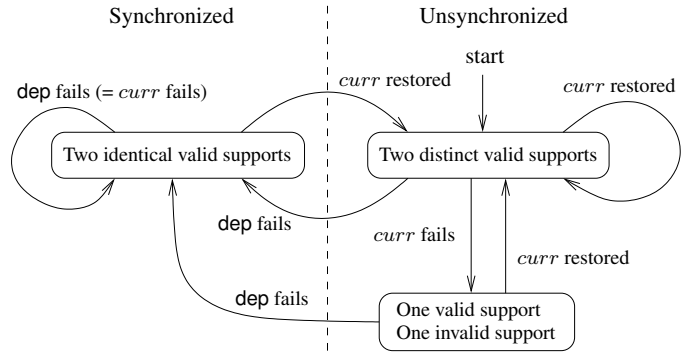 Synchronized
Unsynchronized
start
dep fails (= curr fails)
curr restored
curr restored
Two identical valid supports
Two distinct valid supports
dep fails
curr fails
curr restored
dep fails
One valid support
One invalid support